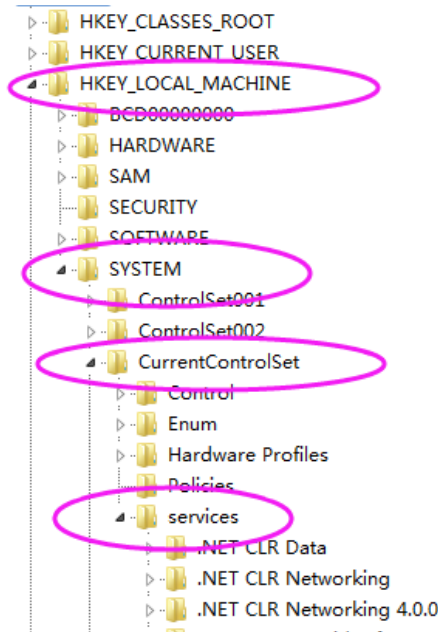 HKEY_CLASSES_ROOT
HKEY_CURRENT_USER
HKEY_LOCAL_MACHINE
BCD00000000
HARDWARE
SAM
SECURITY
SOFTWARE
SYSTEM
ControlSet001
ControlSet002
CurrentControlSet
Control
Enum
Hardware Profiles
Policies
services
.NET CLR Data
.NET CLR Networking
.NET CLR Networking 4.0.0